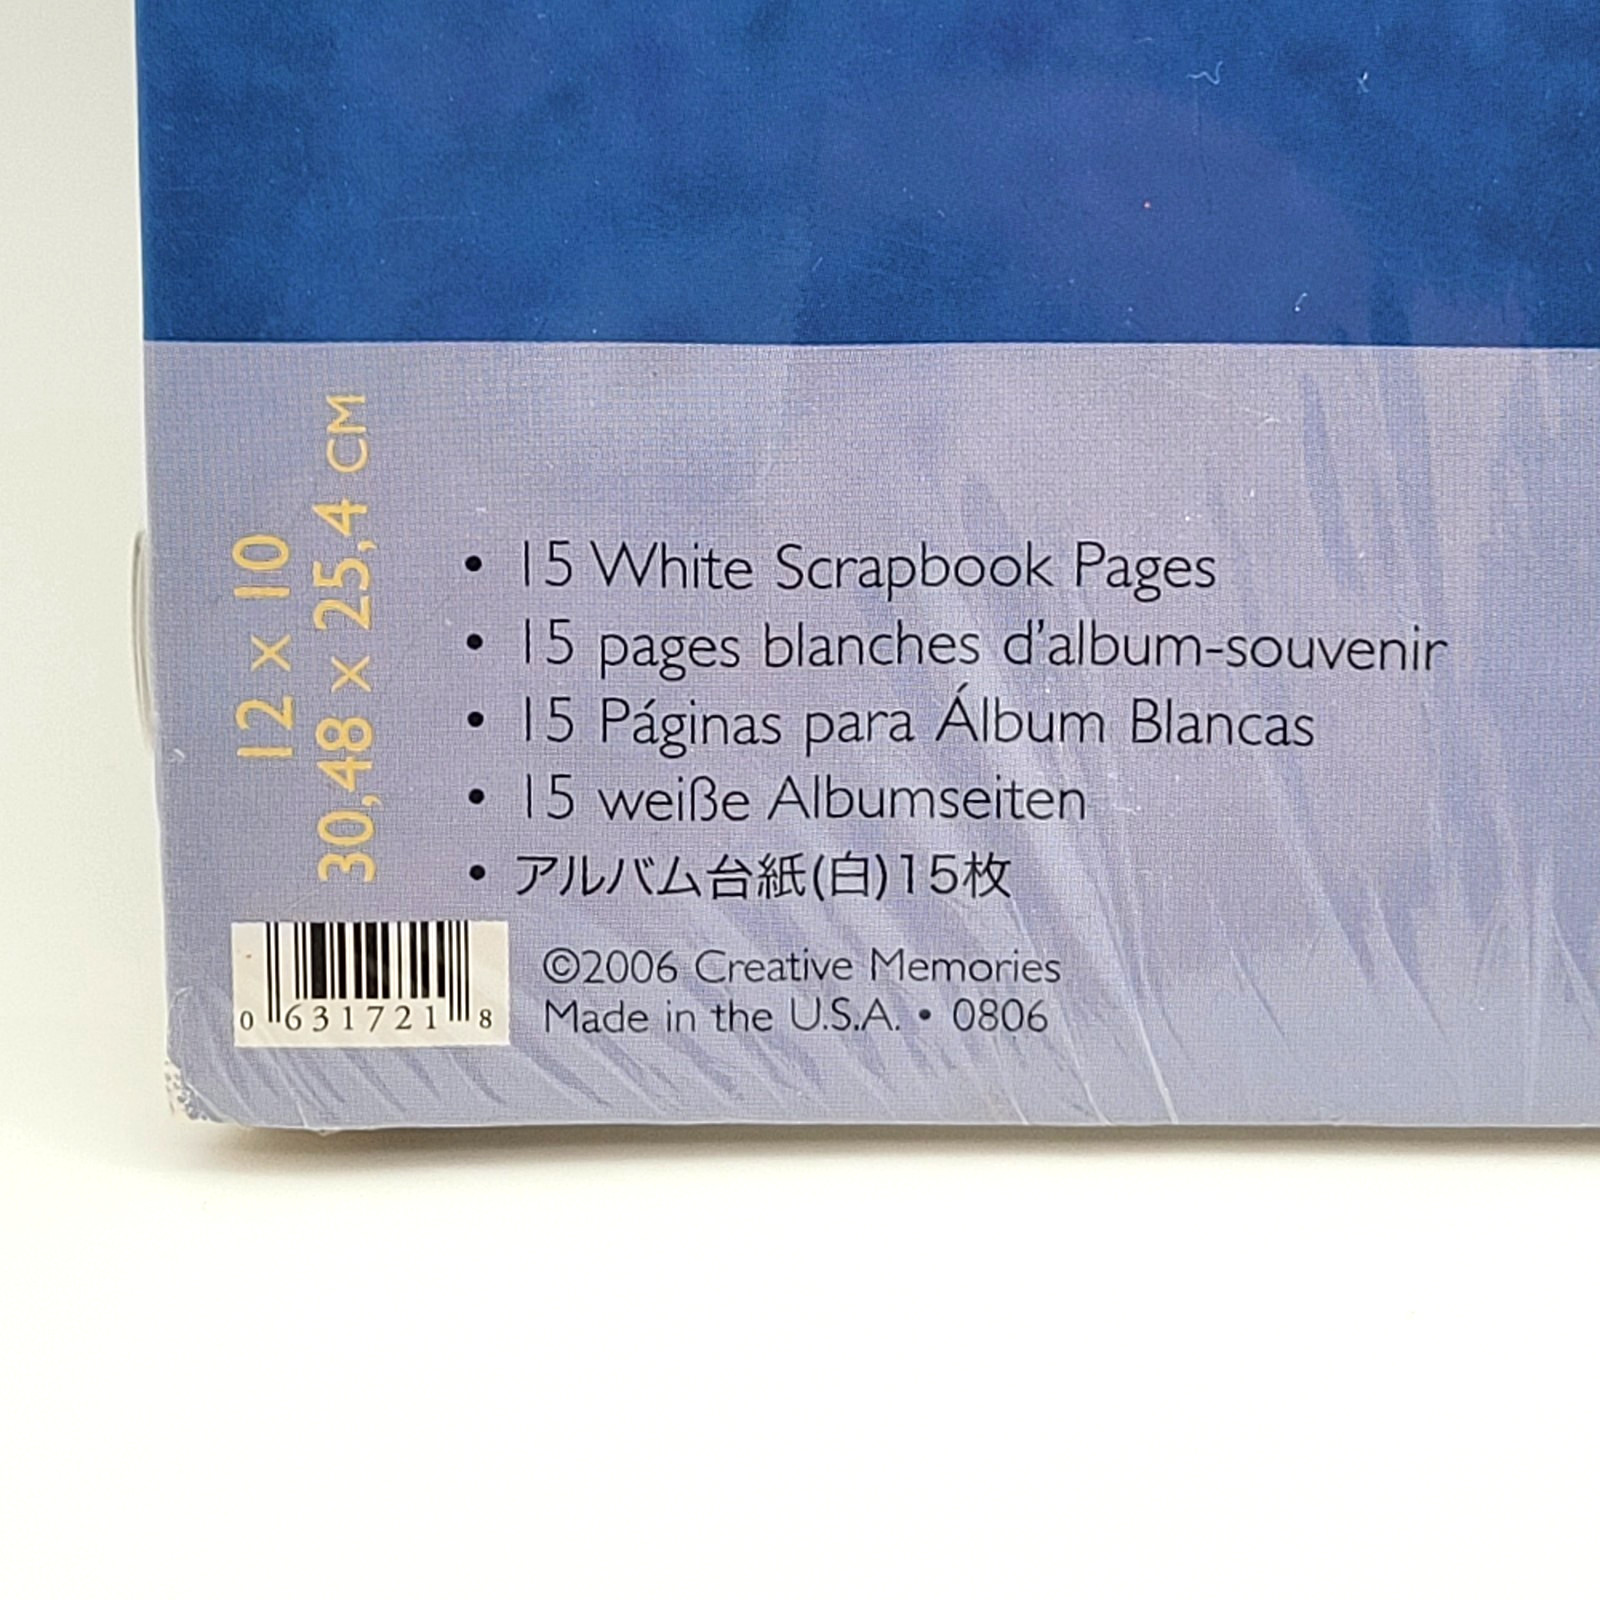 12 x 10
30,48 x 25,4 CM
• 15 White Scrapbook Pages
• 15 pages blanches d'album-souvenir
• 15 Páginas para Álbum Blancas
• 15 weiße Albumseiten
• アルバム台紙(白)15枚
©2006 Creative Memories
Made in the U.S.A. • 0806
0 631721 8